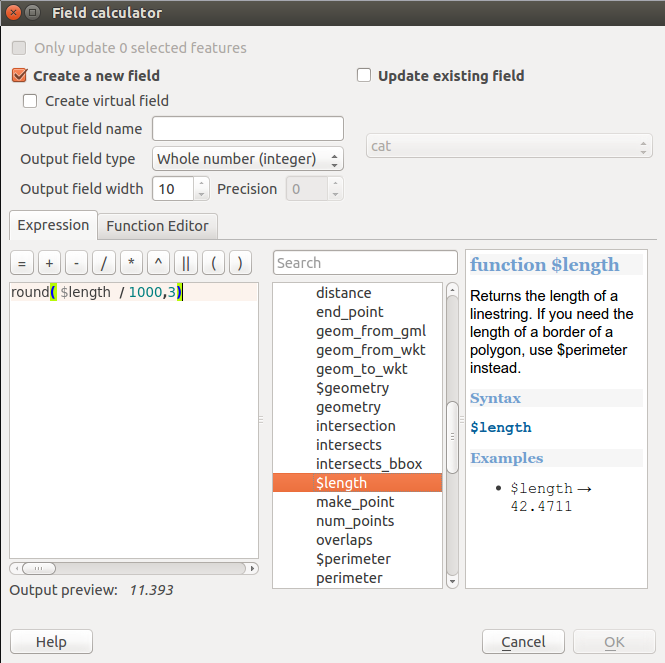 Field calculator
Only update 0 selected features
Create a new field
Update existing field
Create virtual field
Output field name
cat
Output field type Whole number (integer)
Output field width 10 Precision 0
Expression Function Editor
= + - / * ^ || ( )
Search
round( $length / 1000,3)
distance
end_point
geom_from_gml
geom_from_wkt
geom_to_wkt
$geometry
geometry
intersection
intersects
intersects_bbox
$length
make_point
num_points
overlaps
$perimeter
perimeter
function $length
Returns the length of a
linestring. If you need the
length of a border of a
polygon, use $perimeter
instead.
Syntax
$length
Examples
• $length →
42.4711
Output preview: 11.393
Help
Cancel
OK